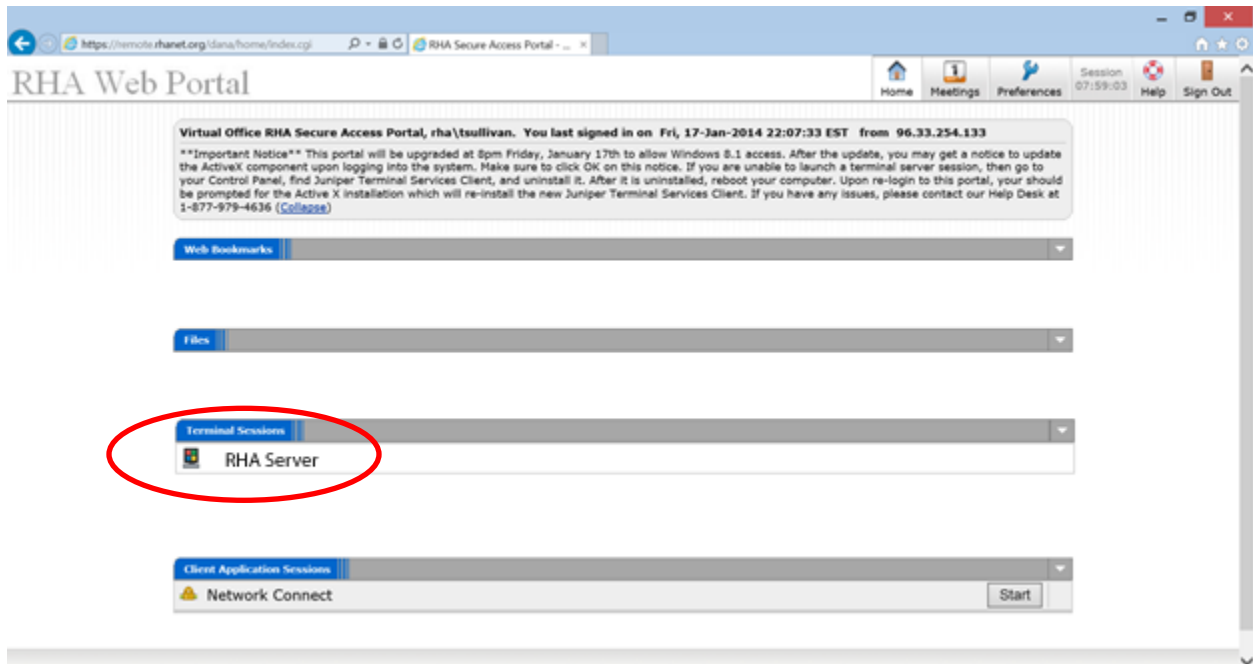 https://remote.rhanet.org/dana/home/index.cgi
RHA Secure Access Portal - ...
RHA Web Portal
Home
1
Meetings
Preferences
Session
07:59:03
Help
Sign Out
Virtual Office RHA Secure Access Portal, rha\tsullivan. You last signed in on Fri, 17-Jan-2014 22:07:33 EST from 96.33.254.133
**Important Notice** This portal will be upgraded at 8pm Friday, January 17th to allow Windows 8.1 access. After the update, you may get a notice to update
the ActiveX component upon logging into the system. Make sure to click OK on this notice. If you are unable to launch a terminal server session, then go to
your Control Panel, find Juniper Terminal Services Client, and uninstall it. After it is uninstalled, reboot your computer. Upon re-login to this portal, your should
be prompted for the Active X installation which will re-install the new Juniper Terminal Services Client. If you have any issues, please contact our Help Desk at
1-877-979-4636 (Collapse)
Web Bookmarks
Files
Terminal Sessions
RHA Server
Client Application Sessions
Network Connect
Start